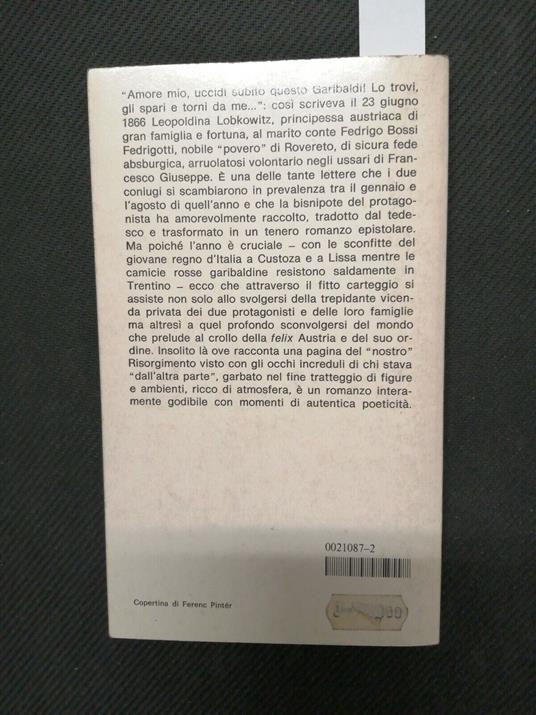 "Amore mio, uccidi subito questo Garibaldi! Lo trovi,
gli spari e torni da me...": così scriveva il 23 giugno
1866 Leopoldina Lobkowitz, principessa austriaca di
gran famiglia e fortuna, al marito conte Fedrigo Bossi
Fedrigotti, nobile "povero" di Rovereto, di sicura fede
absburgica, arruolatosi volontario negli ussari di Fran-
cesco Giuseppe. È una delle tante lettere che i due
coniugi si scambiarono in prevalenza tra il gennaio e
l'agosto di quell'anno e che la bisnipote del protago-
nista ha amorevolmente raccolto, tradotto dal tede-
sco e trasformato in un tenero romanzo epistolare.
Ma poiché l'anno è cruciale – con le sconfitte del
giovane regno d'Italia a Custoza e a Lissa mentre le
camicie rosse garibaldine resistono saldamente in
Trentino – ecco che attraverso il fitto carteggio si
assiste non solo allo svolgersi della trepidante vicen-
da privata dei due protagonisti e delle loro famiglie
ma altresì a quel profondo sconvolgersi del mondo
che prelude al crollo della felix Austria e del suo or-
dine. Insolito là ove racconta una pagina del "nostro"
Risorgimento visto con gli occhi increduli di chi stava
"dall'altra parte", garbato nel fine tratteggio di figure
e ambienti, ricco di atmosfera, è un romanzo intera-
mente godibile con momenti di autentica poeticità.
0021087-2
Copertina di Ferenc Pintér